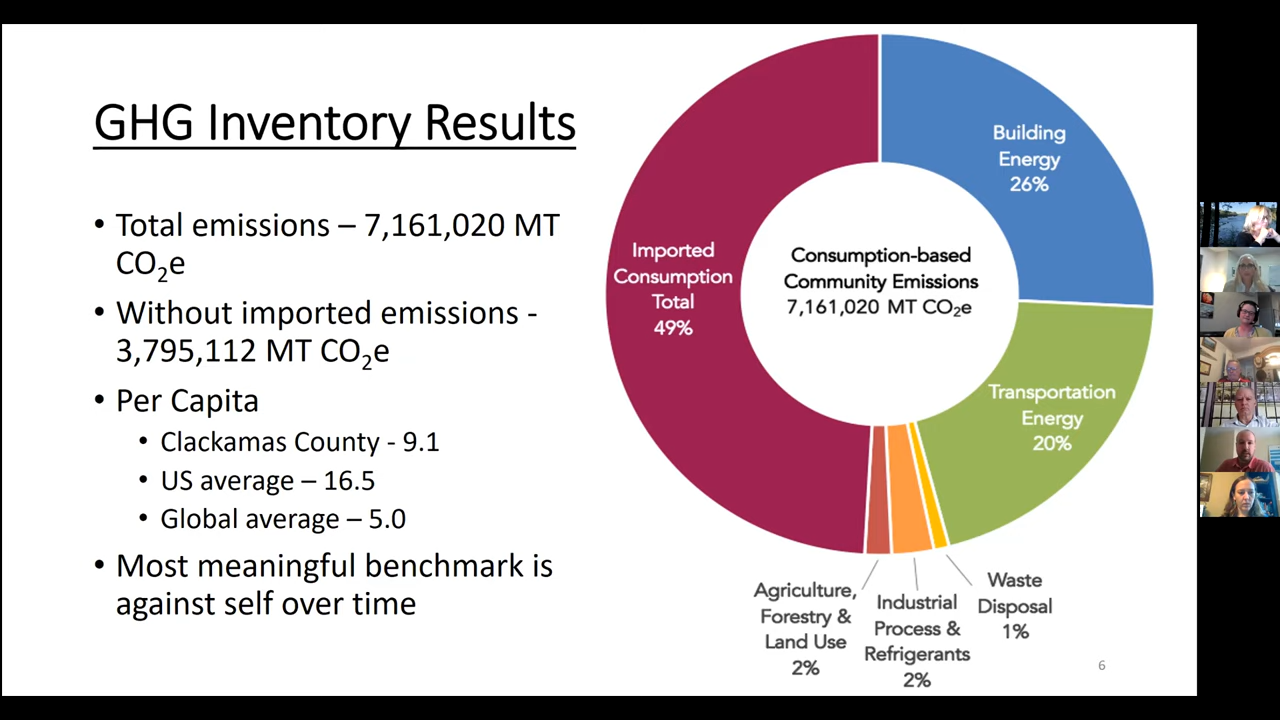 GHG Inventory Results
• Total emissions – 7,161,020 MT
CO₂e
• Without imported emissions -
3,795,112 MT CO₂e
• Per Capita
• Clackamas County - 9.1
• US average – 16.5
• Global average – 5.0
• Most meaningful benchmark is
against self over time
Building
Energy
26%
Imported
Consumption
Total
49%
Consumption-based
Community Emissions
7,161,020 MT CO₂e
Transportation
Energy
20%
Agriculture,
Forestry &
Land Use
2%
Industrial
Process &
Refrigerants
2%
Waste
Disposal
1%
6